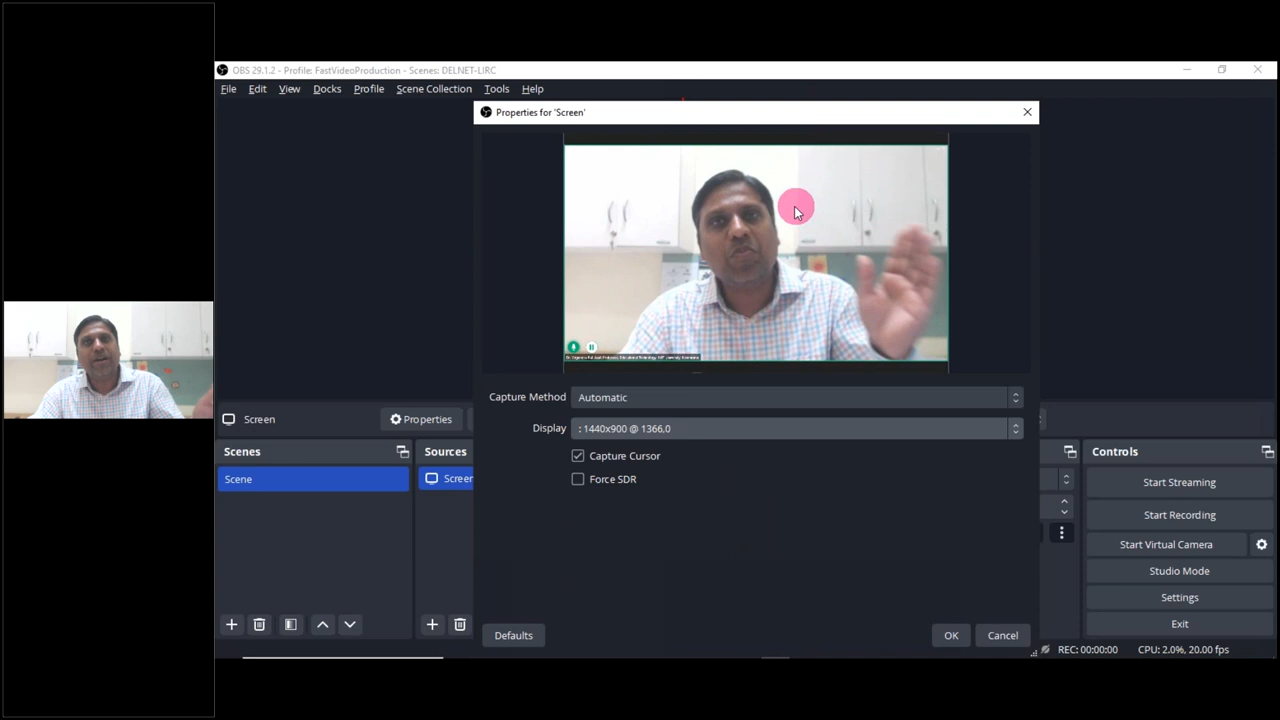 OBS 29.1.2 - Profile: FastVideoProduction - Scenes: DELNET-LIRC
File Edit View Docks Profile Scene Collection Tools Help
Properties for 'Screen'
Capture Method Automatic
Display : 1440x900 @ 1366,0
Capture Cursor
Force SDR
Defaults OK Cancel
Screen Properties
Scenes
Scene
Sources
Screen
Controls
Start Streaming
Start Recording
Start Virtual Camera
Studio Mode
Settings
Exit
REC: 00:00:00 CPU: 2.0%, 20.00 fps